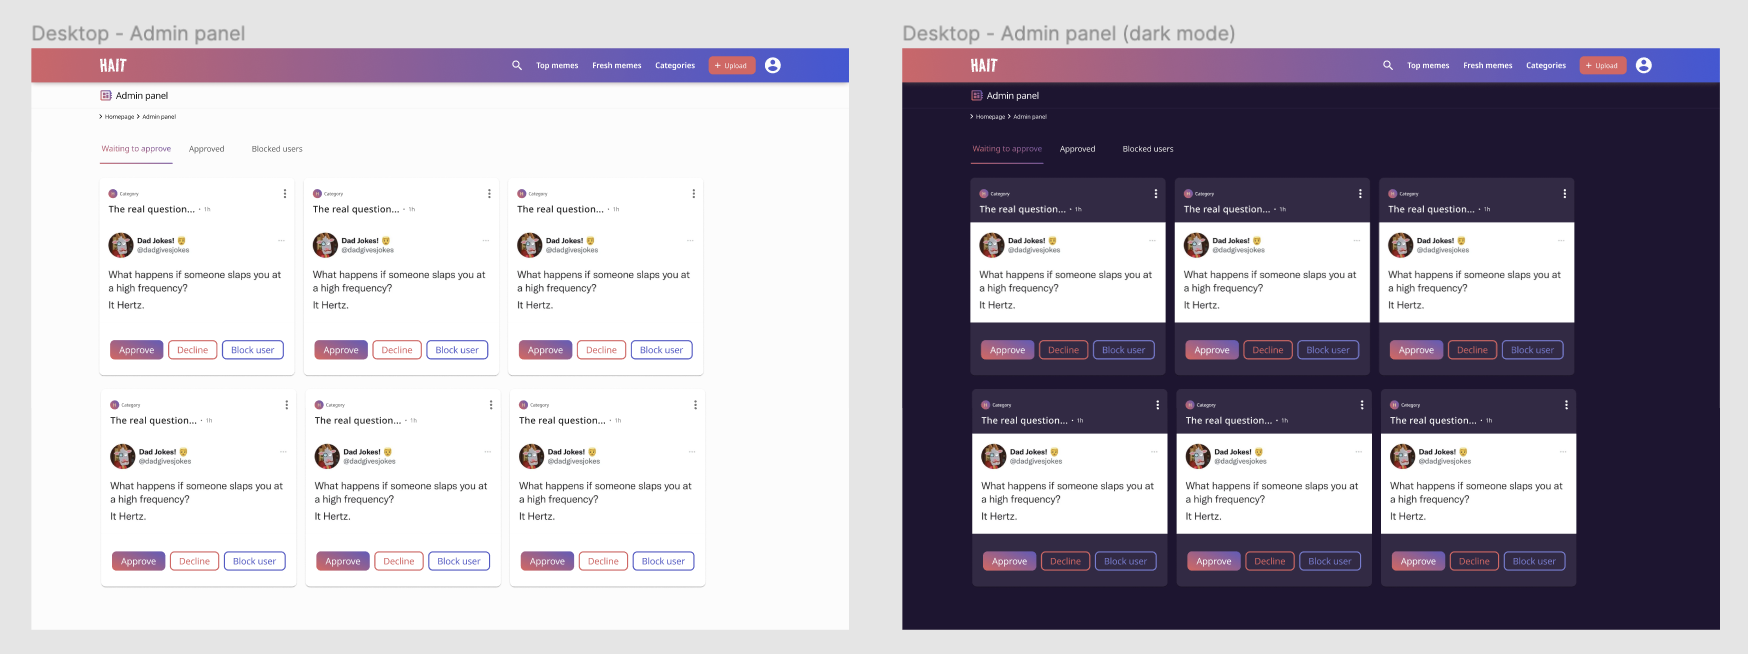 Desktop - Admin panel
HAIT
Top memes Fresh memes Categories + Upload
Admin panel
> Homepage > Admin panel
Waiting to approve Approved Blocked users
H Category
The real question... · 1h
Dad Jokes!
@dadgivesjokes
What happens if someone slaps you at
a high frequency?
It Hertz.
Approve Decline Block user
H Category
The real question... · 1h
Dad Jokes!
@dadgivesjokes
What happens if someone slaps you at
a high frequency?
It Hertz.
Approve Decline Block user
H Category
The real question... · 1h
Dad Jokes!
@dadgivesjokes
What happens if someone slaps you at
a high frequency?
It Hertz.
Approve Decline Block user
H Category
The real question... · 1h
Dad Jokes!
@dadgivesjokes
What happens if someone slaps you at
a high frequency?
It Hertz.
Approve Decline Block user
H Category
The real question... · 1h
Dad Jokes!
@dadgivesjokes
What happens if someone slaps you at
a high frequency?
It Hertz.
Approve Decline Block user
H Category
The real question... · 1h
Dad Jokes!
@dadgivesjokes
What happens if someone slaps you at
a high frequency?
It Hertz.
Approve Decline Block user
Desktop - Admin panel (dark mode)
HAIT
Top memes Fresh memes Categories + Upload
Admin panel
> Homepage > Admin panel
Waiting to approve Approved Blocked users
H Category
The real question... · 1h
Dad Jokes!
@dadgivesjokes
What happens if someone slaps you at
a high frequency?
It Hertz.
Approve Decline Block user
H Category
The real question... · 1h
Dad Jokes!
@dadgivesjokes
What happens if someone slaps you at
a high frequency?
It Hertz.
Approve Decline Block user
H Category
The real question... · 1h
Dad Jokes!
@dadgivesjokes
What happens if someone slaps you at
a high frequency?
It Hertz.
Approve Decline Block user
H Category
The real question... · 1h
Dad Jokes!
@dadgivesjokes
What happens if someone slaps you at
a high frequency?
It Hertz.
Approve Decline Block user
H Category
The real question... · 1h
Dad Jokes!
@dadgivesjokes
What happens if someone slaps you at
a high frequency?
It Hertz.
Approve Decline Block user
H Category
The real question... · 1h
Dad Jokes!
@dadgivesjokes
What happens if someone slaps you at
a high frequency?
It Hertz.
Approve Decline Block user